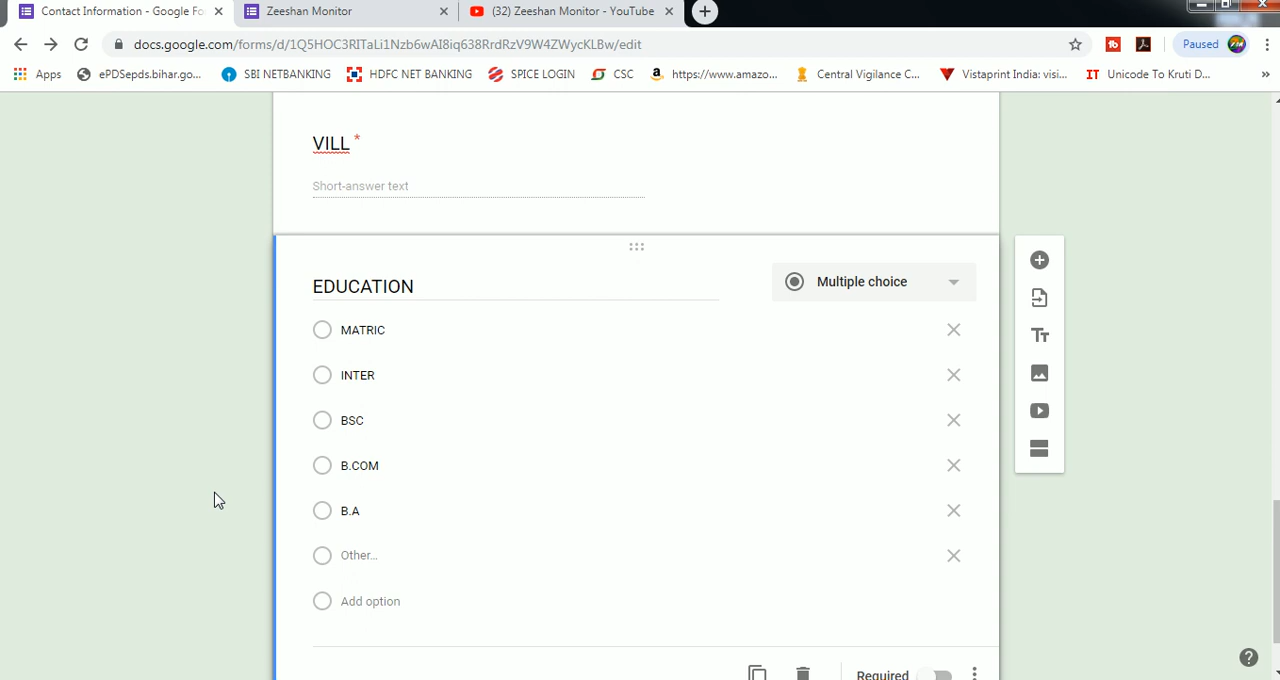 Contact Information - Google Fo
Zeeshan Monitor
(32) Zeeshan Monitor - YouTube
docs.google.com/forms/d/1Q5HOC3RITaLi1Nzb6wAI8iq638RrdRzV9W4ZWycKLBw/edit
Paused
Apps
ePDSepds.bihar.go...
SBI NETBANKING
HDFC NET BANKING
SPICE LOGIN
CSC
https://www.amazo...
Central Vigilance C...
Vistaprint India: visi...
IT Unicode To Kruti D...
»
VILL *
Short-answer text
EDUCATION
Multiple choice
MATRIC
INTER
BSC
B.COM
B.A
Other...
Add option
Required